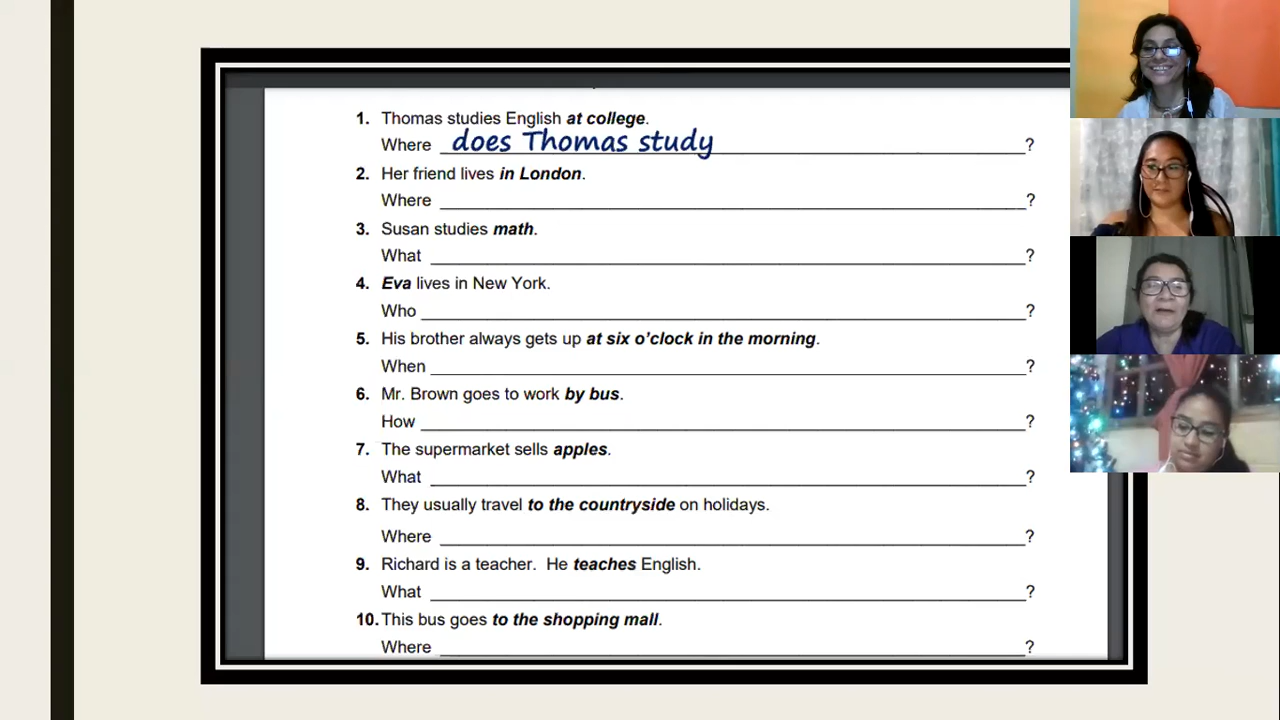 1. Thomas studies English at college.
Where does Thomas study ?
2. Her friend lives in London.
Where ?
3. Susan studies math.
What ?
4. Eva lives in New York.
Who ?
5. His brother always gets up at six o’clock in the morning.
When ?
6. Mr. Brown goes to work by bus.
How ?
7. The supermarket sells apples.
What ?
8. They usually travel to the countryside on holidays.
Where ?
9. Richard is a teacher. He teaches English.
What ?
10. This bus goes to the shopping mall.
Where ?